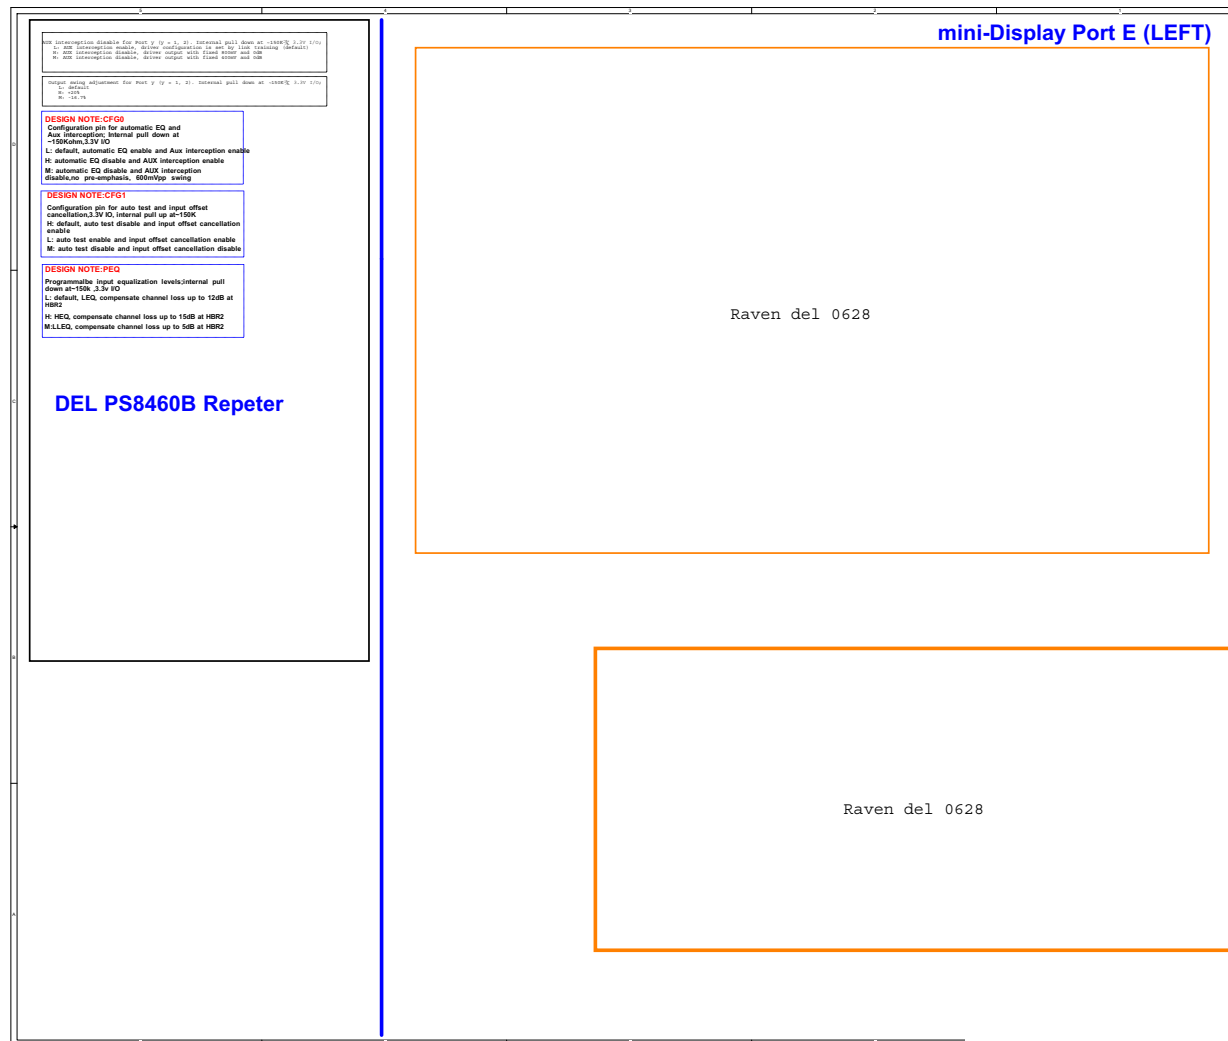 mini-Display Port E (LEFT)
AUX interception disable for Port y (y = 1, 2). Internal pull down at ~150K 3.3V I/O;
L: AUX interception enable, driver configuration is set by link training (default)
H: AUX interception disable, driver output with fixed 800mV and 0dB
M: AUX interception disable, driver output with fixed 400mV and 0dB
Output swing adjustment for Port y (y = 1, 2). Internal pull down at ~150K 3.3V I/O;
L: default
H: +20%
M: -16.7%
DESIGN NOTE:CFG0
Configuration pin for automatic EQ and
Aux interception; Internal pull down at
~150Kohm,3.3V I/O
L: default, automatic EQ enable and Aux interception enable
H: automatic EQ disable and AUX interception enable
M: automatic EQ disable and AUX interception
disable,no pre-emphasis, 600mVpp swing
DESIGN NOTE:CFG1
Configuration pin for auto test and input offset
cancellation,3.3V IO, internal pull up at~150K
H: default, auto test disable and input offset cancellation
enable
L: auto test enable and input offset cancellation enable
M: auto test disable and input offset cancellation disable
DESIGN NOTE:PEQ
Programmalbe input equalization levels;internal pull
down at~150k ,3.3v I/O
L: default, LEQ, compensate channel loss up to 12dB at
HBR2
H: HEQ, compensate channel loss up to 15dB at HBR2
M:LLEQ, compensate channel loss up to 5dB at HBR2
Raven del 0628
DEL PS8460B Repeter
Raven del 0628